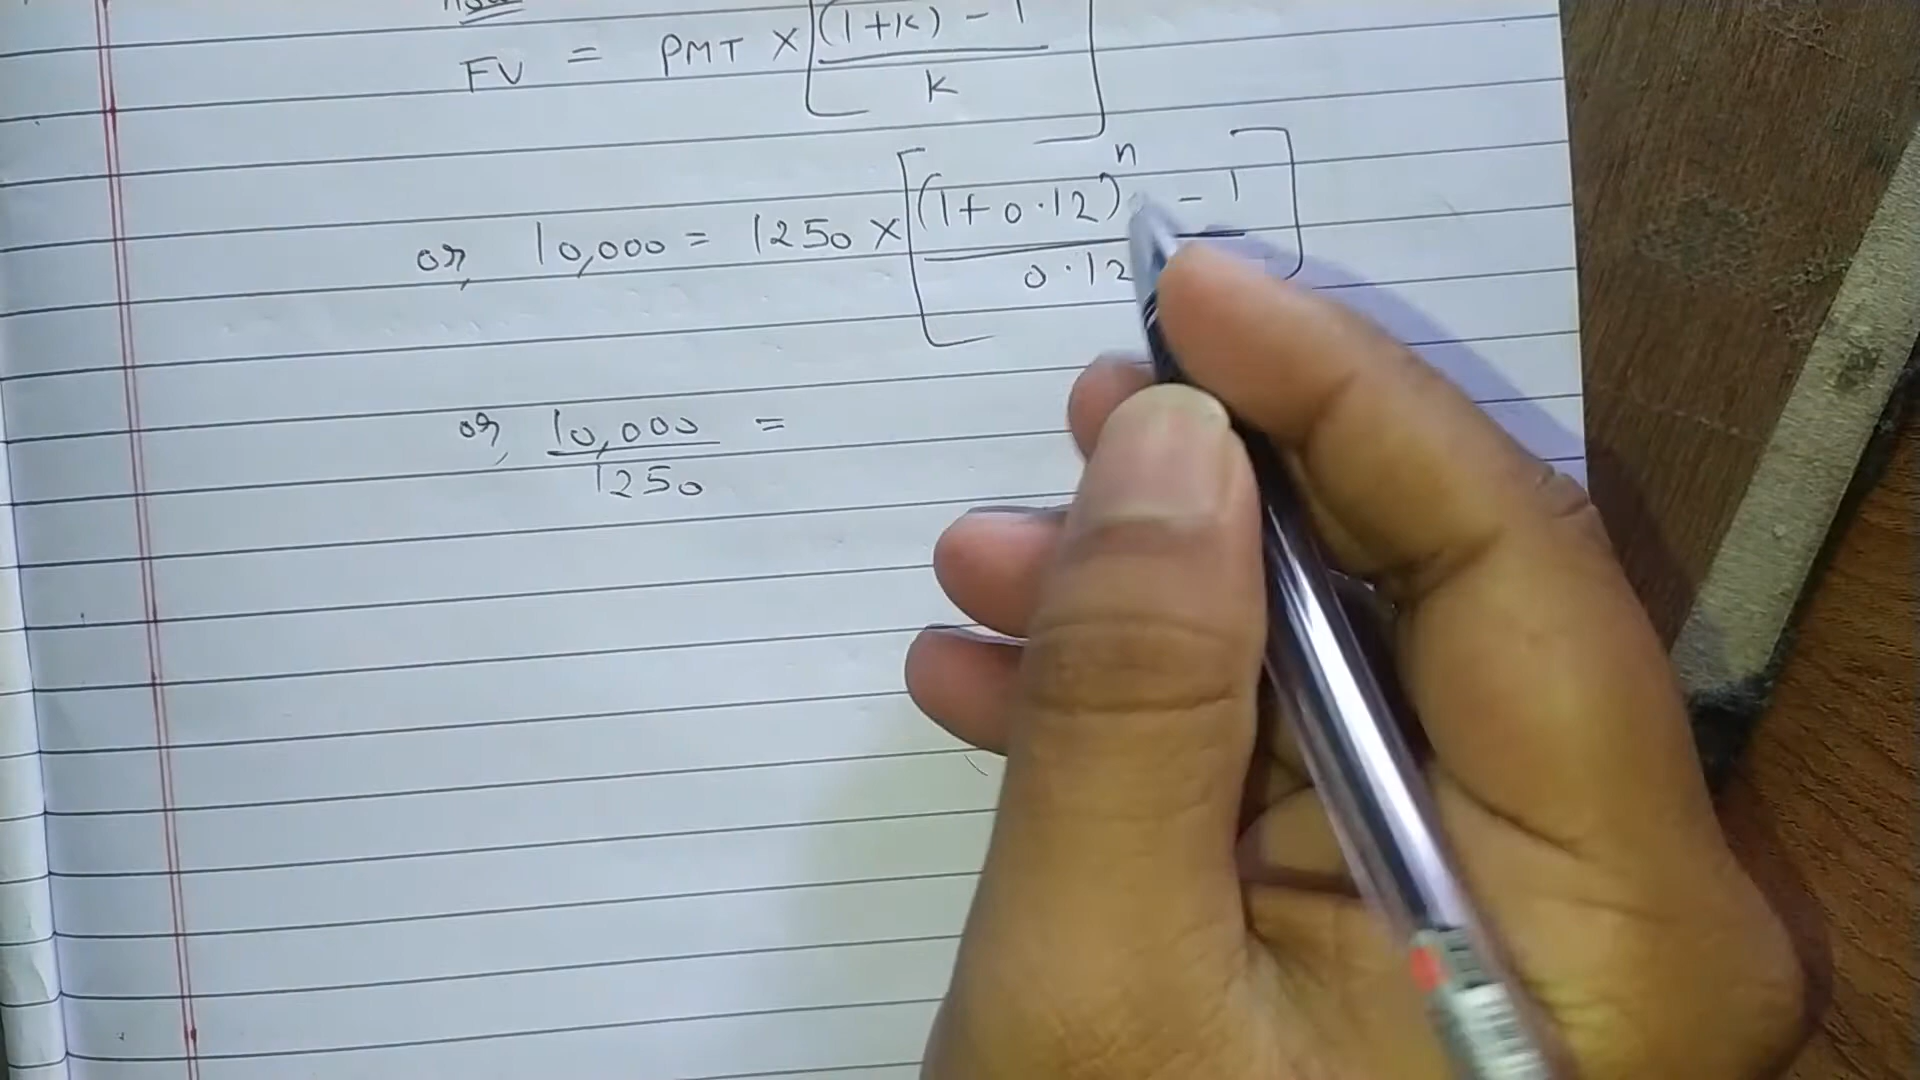 FV = PMT × [(1+k) - 1
k
n
or, 10,000 = 1250 × [(1+0.12) - 1]
0.12
or, 10,000 =
1250